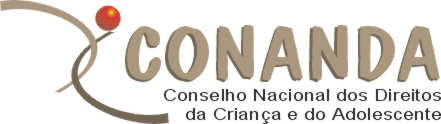 CONANDA
Conselho Nacional dos Direitos
da Criança e do Adolescente